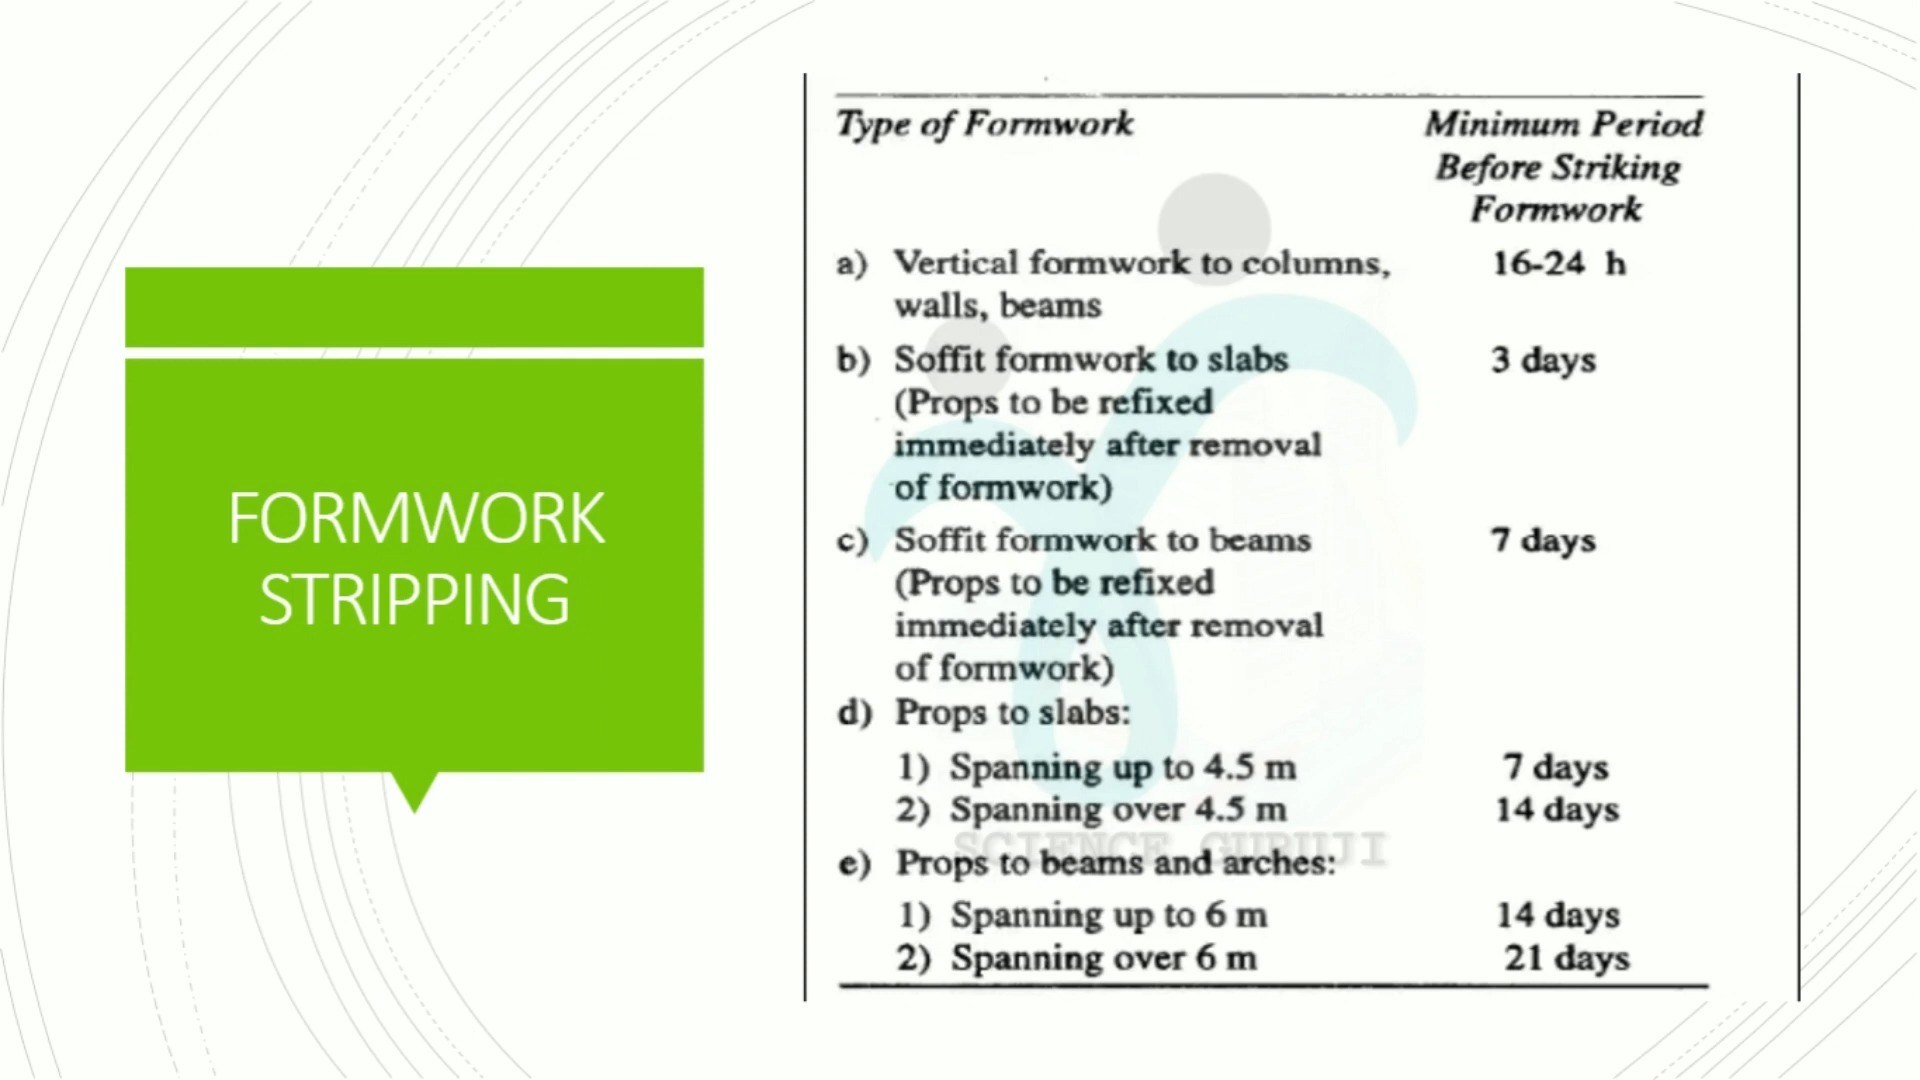 FORMWORK
STRIPPING
Type of Formwork Minimum Period
Before Striking
Formwork
a) Vertical formwork to columns, 16-24 h
walls, beams
b) Soffit formwork to slabs 3 days
(Props to be refixed
immediately after removal
of formwork)
c) Soffit formwork to beams 7 days
(Props to be refixed
immediately after removal
of formwork)
d) Props to slabs:
1) Spanning up to 4.5 m 7 days
2) Spanning over 4.5 m 14 days
SCIENCE GURUJI
e) Props to beams and arches:
1) Spanning up to 6 m 14 days
2) Spanning over 6 m 21 days